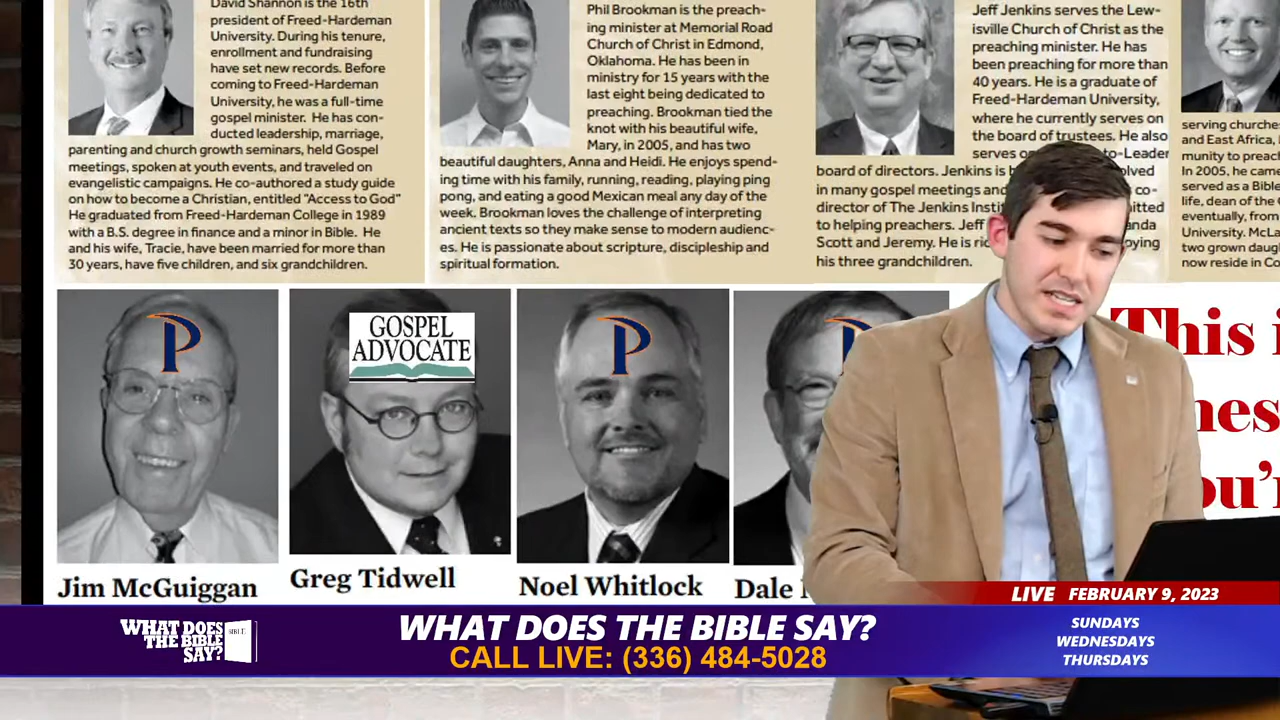 David Shannon is the 16th
president of Freed-Hardeman
University. During his tenure,
enrollment and fundraising
have set new records. Before
coming to Freed-Hardeman
University, he was a full-time
gospel minister. He has con-
ducted leadership, marriage,
parenting and church growth seminars, held Gospel
meetings, spoken at youth events, and traveled on
evangelistic campaigns. He co-authored a study guide
on how to become a Christian, entitled "Access to God"
He graduated from Freed-Hardeman College in 1989
with a B.S. degree in finance and a minor in Bible. He
and his wife, Tracie, have been married for more than
30 years, have five children, and six grandchildren.
Phil Brookman is the preach-
ing minister at Memorial Road
Church of Christ in Edmond,
Oklahoma. He has been in
ministry for 15 years with the
last eight being dedicated to
preaching. Brookman tied the
knot with his beautiful wife,
Mary, in 2005, and has two
beautiful daughters, Anna and Heidi. He enjoys spend-
ing time with his family, running, reading, playing ping
pong, and eating a good Mexican meal any day of the
week. Brookman loves the challenge of interpreting
ancient texts so they make sense to modern audienc-
es. He is passionate about scripture, discipleship and
spiritual formation.
Jeff Jenkins serves the Lew-
isville Church of Christ as the
preaching minister. He has
been preaching for more than
40 years. He is a graduate of
Freed-Hardeman University,
where he currently serves on
the board of trustees. He also
serves to-Leader
board of directors. Jenkins is
in many gospel meetings and co-
director of The Jenkins
to helping preachers. Jeff
Scott and Jeremy. He is
his three grandchildren.
serving churches
and East Africa,
munity to preach
In 2005, he came
served as a Bible
life, dean of the
eventually, from
University.
two grown
now reside in
P
GOSPEL
ADVOCATE
P
P
Jim McGuiggan
Greg Tidwell
Noel Whitlock
Dale
This
LIVE FEBRUARY 9, 2023
WHAT DOES
THE BIBLE
SAY?
BIBLE
WHAT DOES THE BIBLE SAY?
CALL LIVE: (336) 484-5028
SUNDAYS
WEDNESDAYS
THURSDAYS